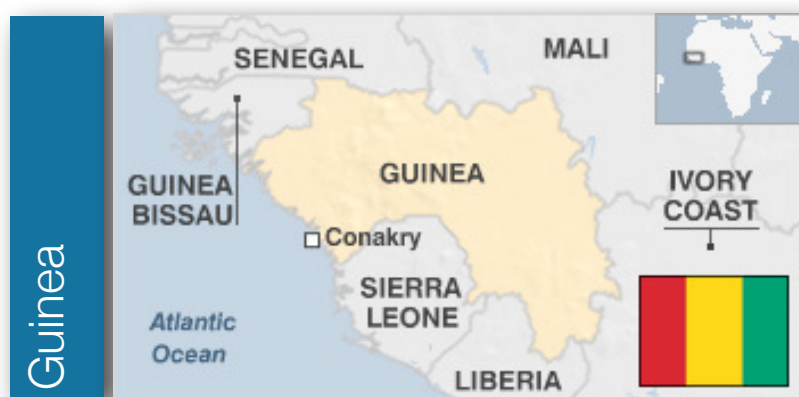 Guinea
SENEGAL
MALI
GUINEA
BISSAU
GUINEA
IVORY
COAST
Conakry
SIERRA
LEONE
Atlantic
Ocean
LIBERIA